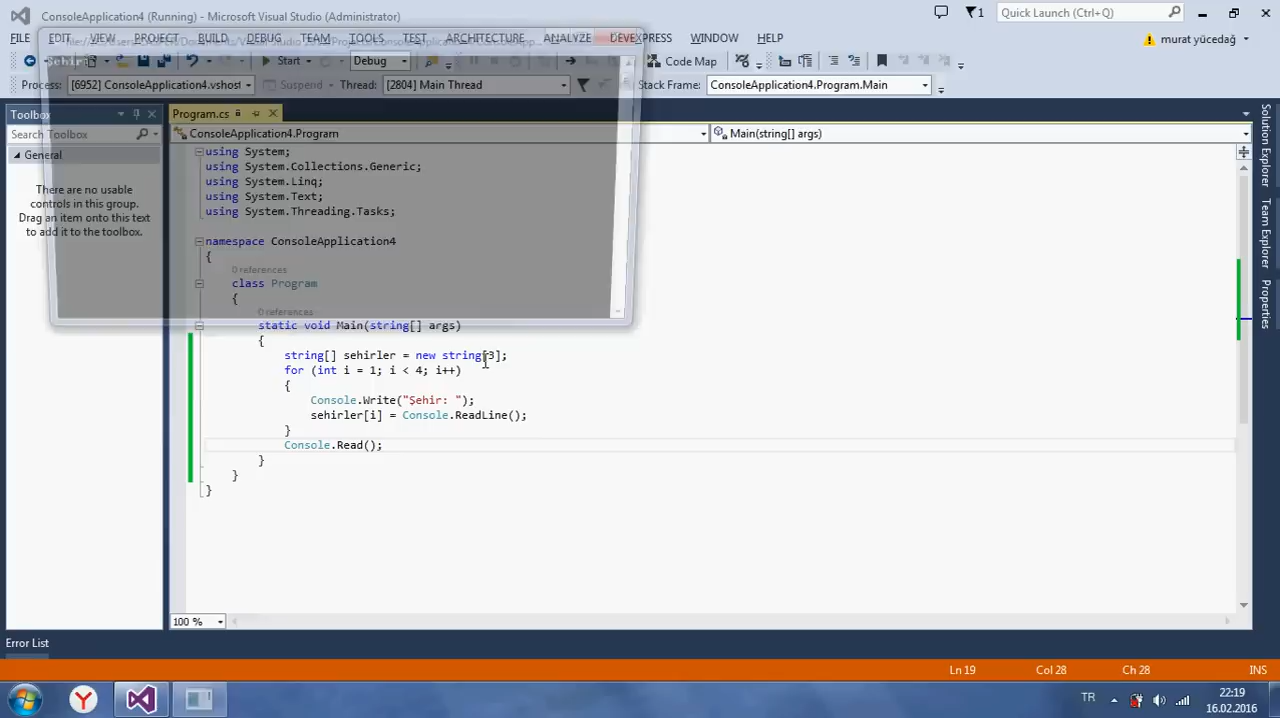 ConsoleApplication4 (Running) - Microsoft Visual Studio (Administrator)
1
Quick Launch (Ctrl+Q)
FILE EDIT VIEW PROJECT BUILD DEBUG TEAM TOOLS TEST ARCHITECTURE ANALYZE DEVEXPRESS WINDOW HELP
murat yücedağ
Start Debug Code Map
Process: [6952] ConsoleApplication4.vshost Suspend Thread: [2804] Main Thread Stack Frame: ConsoleApplication4.Program.Main
Toolbox
Program.cs
Search Toolbox
ConsoleApplication4.Program
Main(string[] args)
General
There are no usable
controls in this group.
Drag an item onto this text
to add it to the toolbox.
using System;
using System.Collections.Generic;
using System.Linq;
using System.Text;
using System.Threading.Tasks;
namespace ConsoleApplication4
{
0 references
class Program
{
0 references
static void Main(string[] args)
{
string[] sehirler = new string[3];
for (int i = 1; i < 4; i++)
{
Console.Write("Şehir: ");
sehirler[i] = Console.ReadLine();
}
Console.Read();
}
}
}
Solution Explorer
Team Explorer
Properties
100 %
Error List
Ln 19 Col 28 Ch 28 INS
TR
22:19
16.02.2016